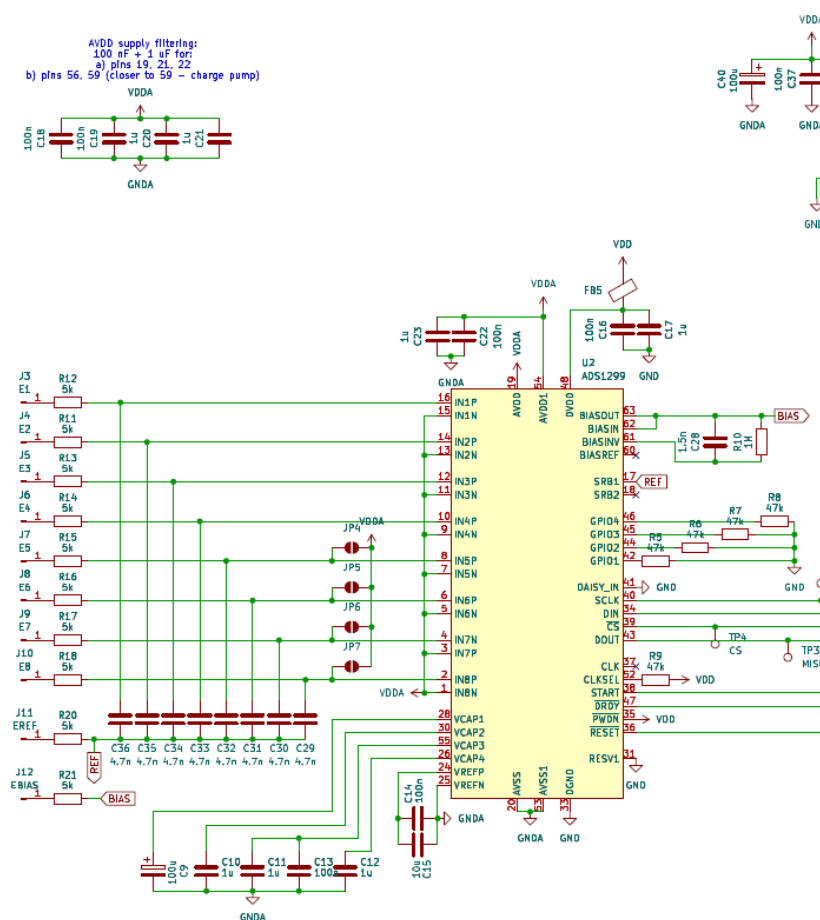 AVDD supply filtering:
100 nF + 1 uF for:
a) pins 19, 21, 22
b) pins 56, 59 (closer to 59 – charge pump)
VDDA
100n
C18
100n
C19
1u
C20
1u
C21
GNDA
VDDA
C40
100u
100n
C37
GNDA
GNDA
GND
VDD
FB5
VDDA
1u
C23
C22
100n
GNDA
VDDA
100n
C16
C17
1u
GND
U2
ADS1299
19
54
48
AVDD
AVDD1
DVDD
J3
E1
1
R12
5k
J4
E2
1
R11
5k
J5
E3
1
R13
5k
J6
E4
1
R14
5k
J7
E5
1
R15
5k
J8
E6
1
R16
5k
J9
E7
1
R17
5k
J10
E8
1
R18
5k
J11
EREF
1
R20
5k
J12
EBIAS
1
R21
5k
REF
BIAS
JP4
VDDA
JP5
JP6
JP7
VDDA
C36
4.7n
C35
4.7n
C34
4.7n
C33
4.7n
C32
4.7n
C31
4.7n
C30
4.7n
C29
4.7n
16 IN1P
15 IN1N
14 IN2P
13 IN2N
12 IN3P
11 IN3N
10 IN4P
9 IN4N
8 IN5P
7 IN5N
6 IN6P
5 IN6N
4 IN7N
3 IN7P
2 IN8P
1 IN8N
28 VCAP1
30 VCAP2
55 VCAP3
26 VCAP4
24 VREFP
25 VREFN
BIASOUT 63
BIASIN 62
BIASINV 61
BIASREF 60
SRB1 17
SRB2 18
GPIO4 46
GPIO3 45
GPIO2 44
GPIO1 42
DAISY_IN 41
SCLK 40
DIN 34
CS 39
DOUT 43
CLK 37
CLKSEL 52
START 38
DRDY 47
PWDN 35
RESET 36
RESV1 31
AVSS
AVSS1
DGND
20
53
33
BIAS
1.5n
C28
R10
1M
REF
R8
47k
R7
47k
R6
47k
R5
47k
GND
GND
TP4
CS
TP3
MIS
R9
47k
VDD
VDD
GND
C14
100n
10u
C15
GNDA
GNDA
GND
100u
C9
C10
1u
C11
1u
C13
100n
C12
1u
GNDA